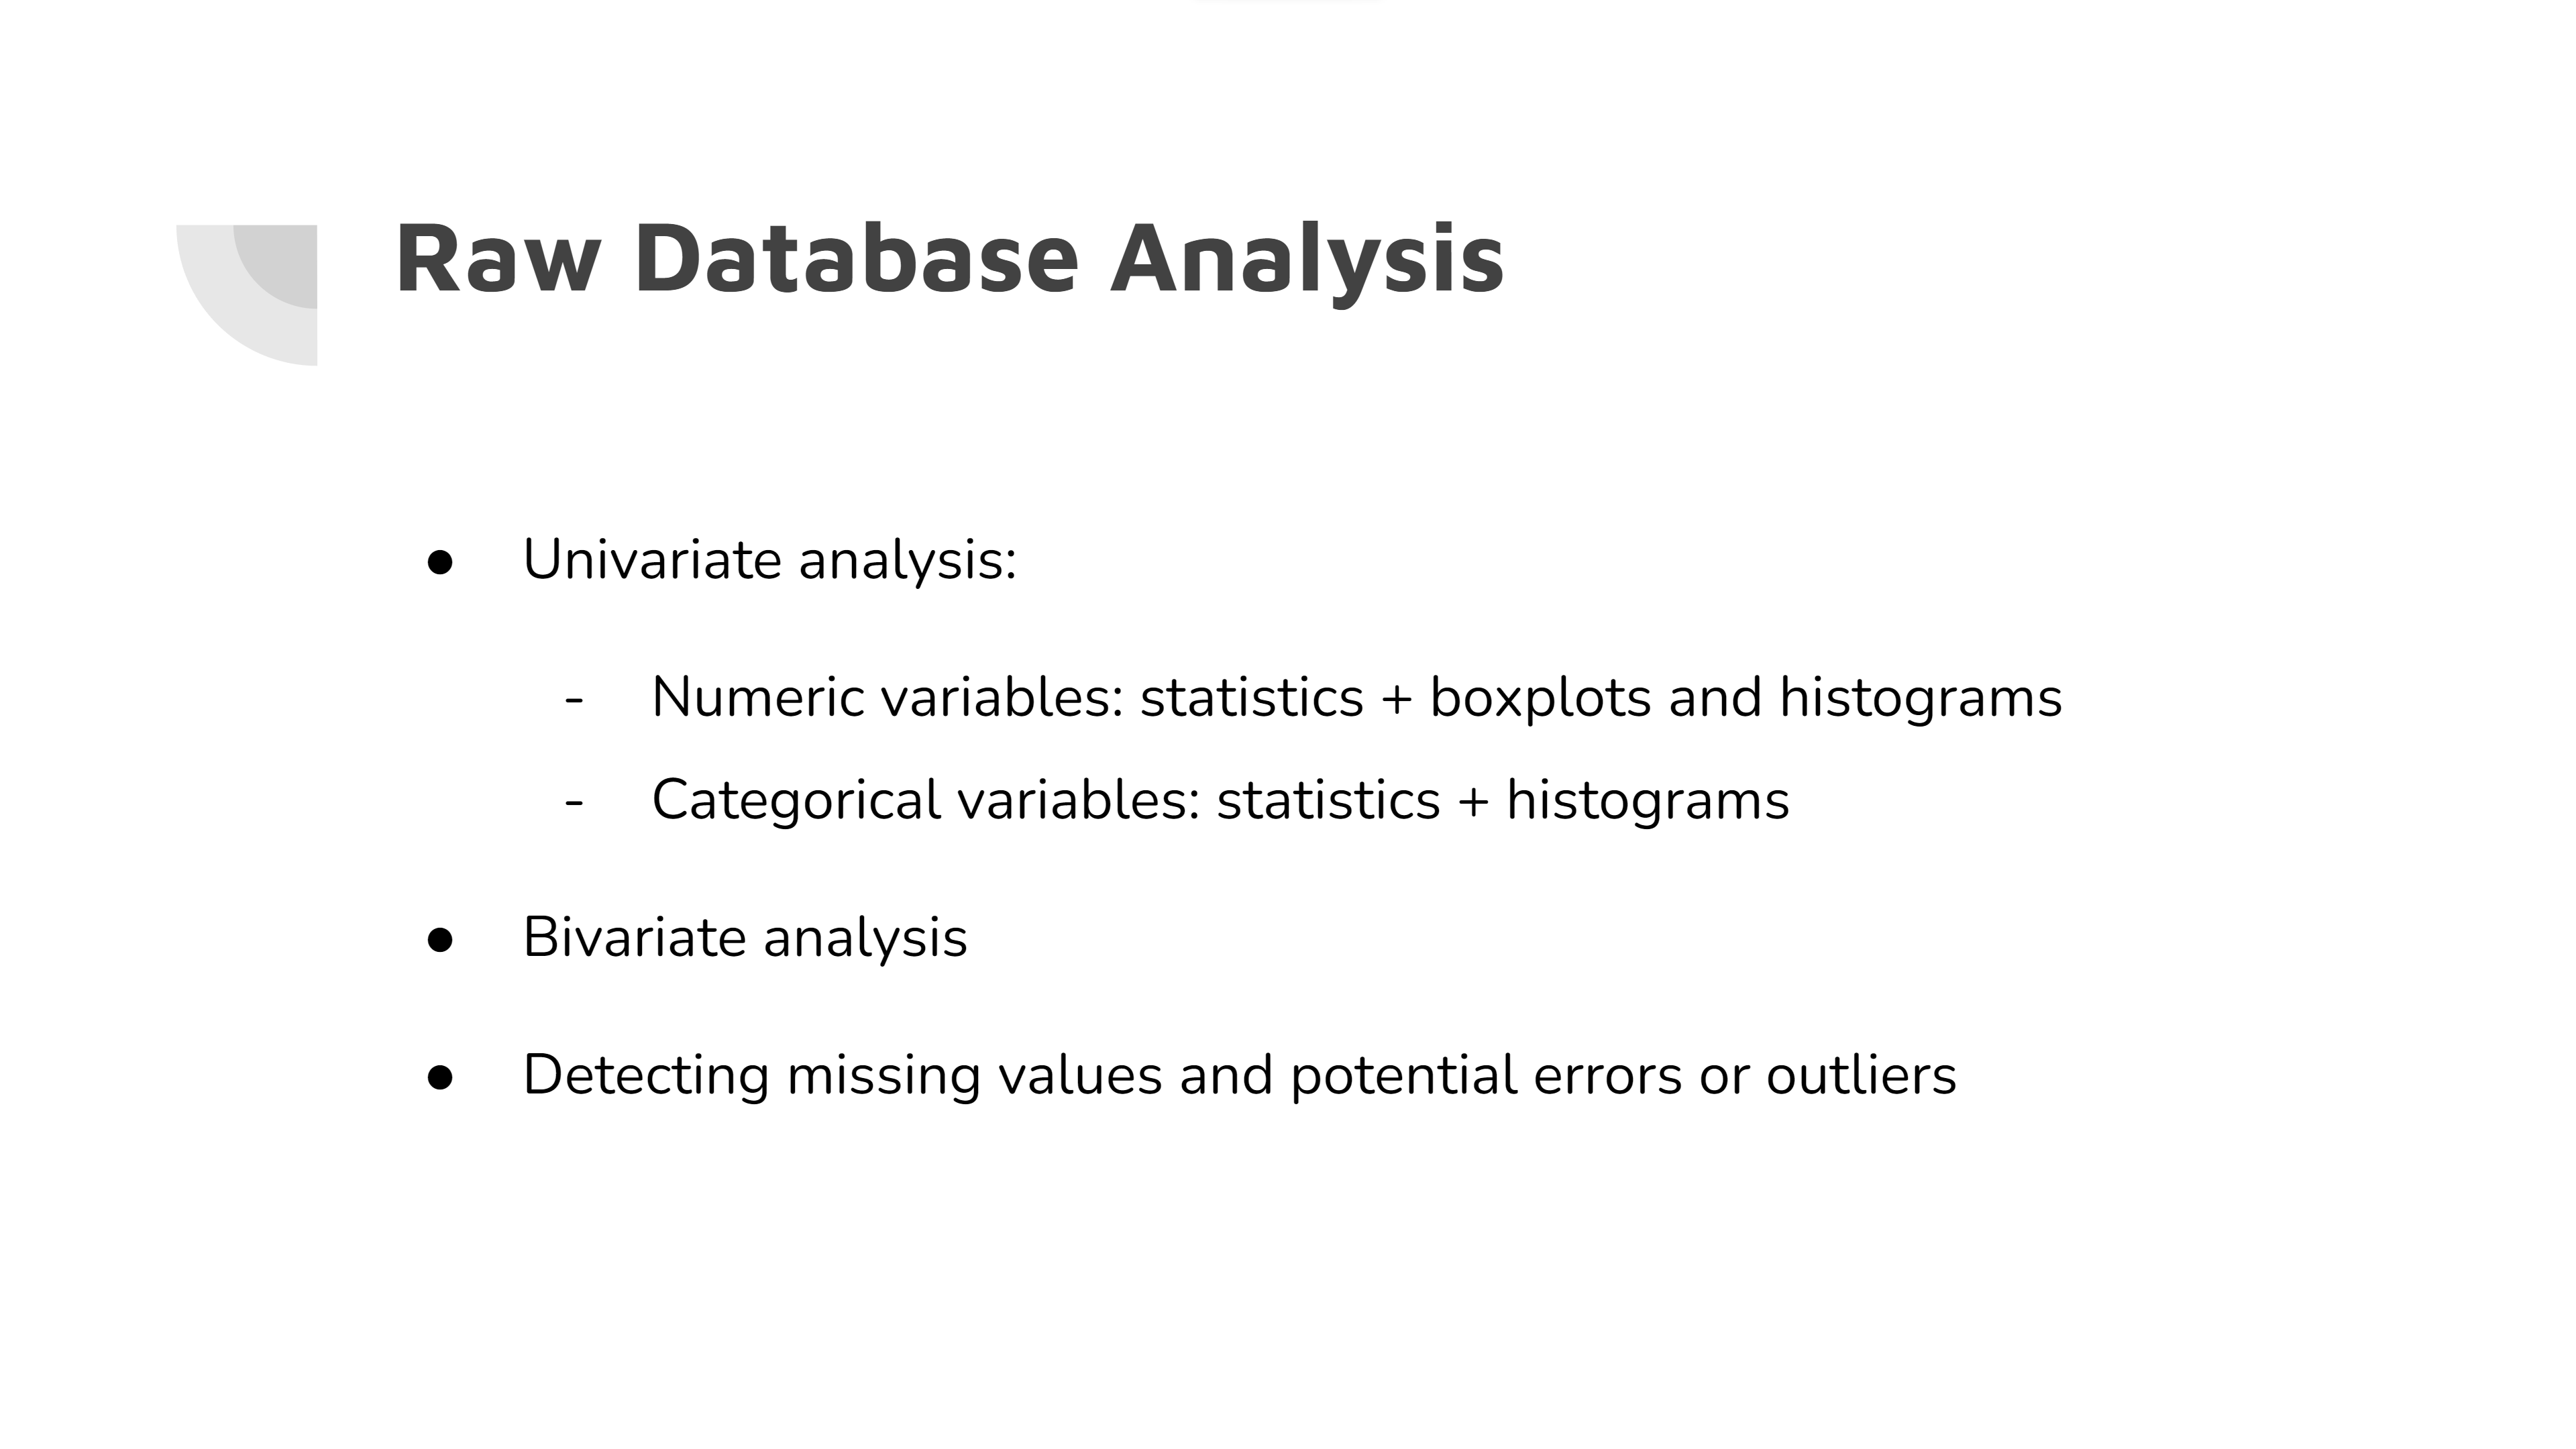 Raw Database Analysis
● Univariate analysis:
- Numeric variables: statistics + boxplots and histograms
- Categorical variables: statistics + histograms
● Bivariate analysis
● Detecting missing values and potential errors or outliers